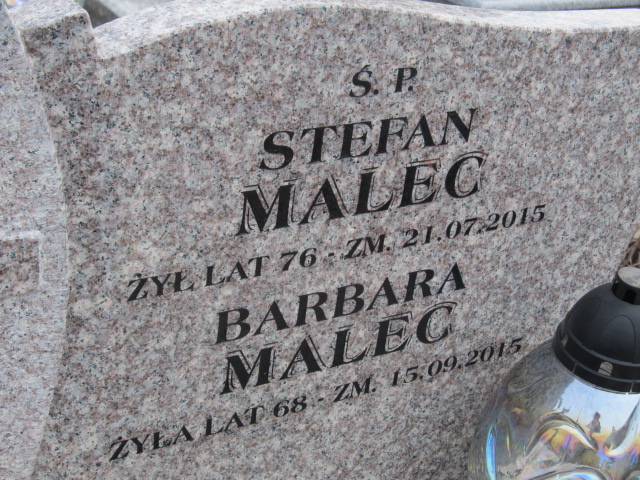 Ś. P.
STEFAN
MALEC
ŻYŁ LAT 76 - ZM. 21.07.2015
BARBARA
MALEC
ŻYŁA LAT 68 - ZM. 15.09.2015